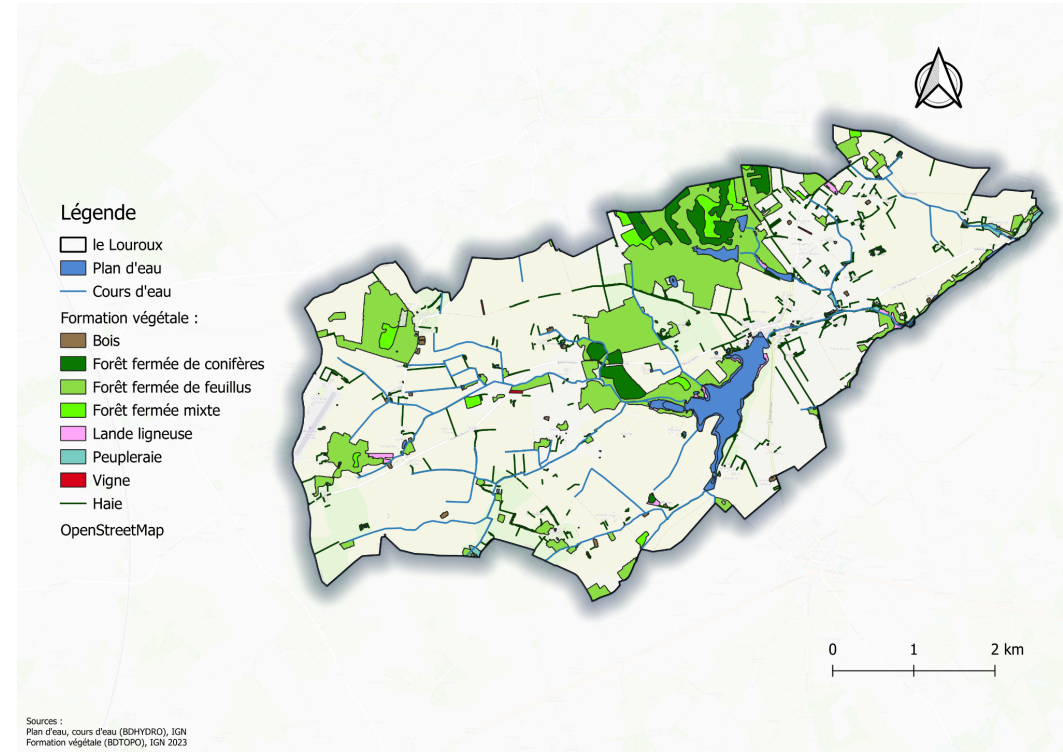 Légende
le Louroux
Plan d'eau
Cours d'eau
Formation végétale :
Bois
Forêt fermée de conifères
Forêt fermée de feuillus
Forêt fermée mixte
Lande ligneuse
Peupleraie
Vigne
Haie
OpenStreetMap
0 1 2 km
Sources :
Plan d'eau, cours d'eau (BDHYDRO), IGN
Formation végétale (BDTOPO), IGN 2023